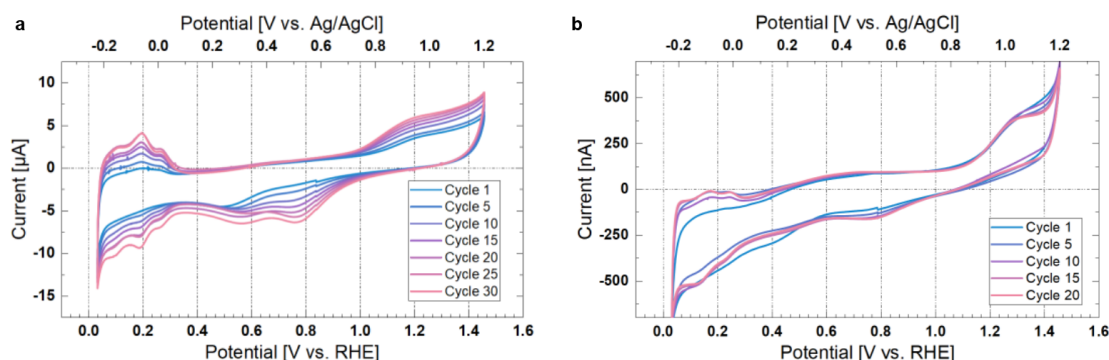 a
Potential [V vs. Ag/AgCl]
-0.2 0.0 0.2 0.4 0.6 0.8 1.0 1.2
Current [µA]
10
5
0
-5
-10
-15
Cycle 1
Cycle 5
Cycle 10
Cycle 15
Cycle 20
Cycle 25
Cycle 30
0.0 0.2 0.4 0.6 0.8 1.0 1.2 1.4 1.6
Potential [V vs. RHE]
b
Potential [V vs. Ag/AgCl]
-0.2 0.0 0.2 0.4 0.6 0.8 1.0 1.2
Current [nA]
500
250
0
-250
-500
Cycle 1
Cycle 5
Cycle 10
Cycle 15
Cycle 20
0.0 0.2 0.4 0.6 0.8 1.0 1.2 1.4 1.6
Potential [V vs. RHE]